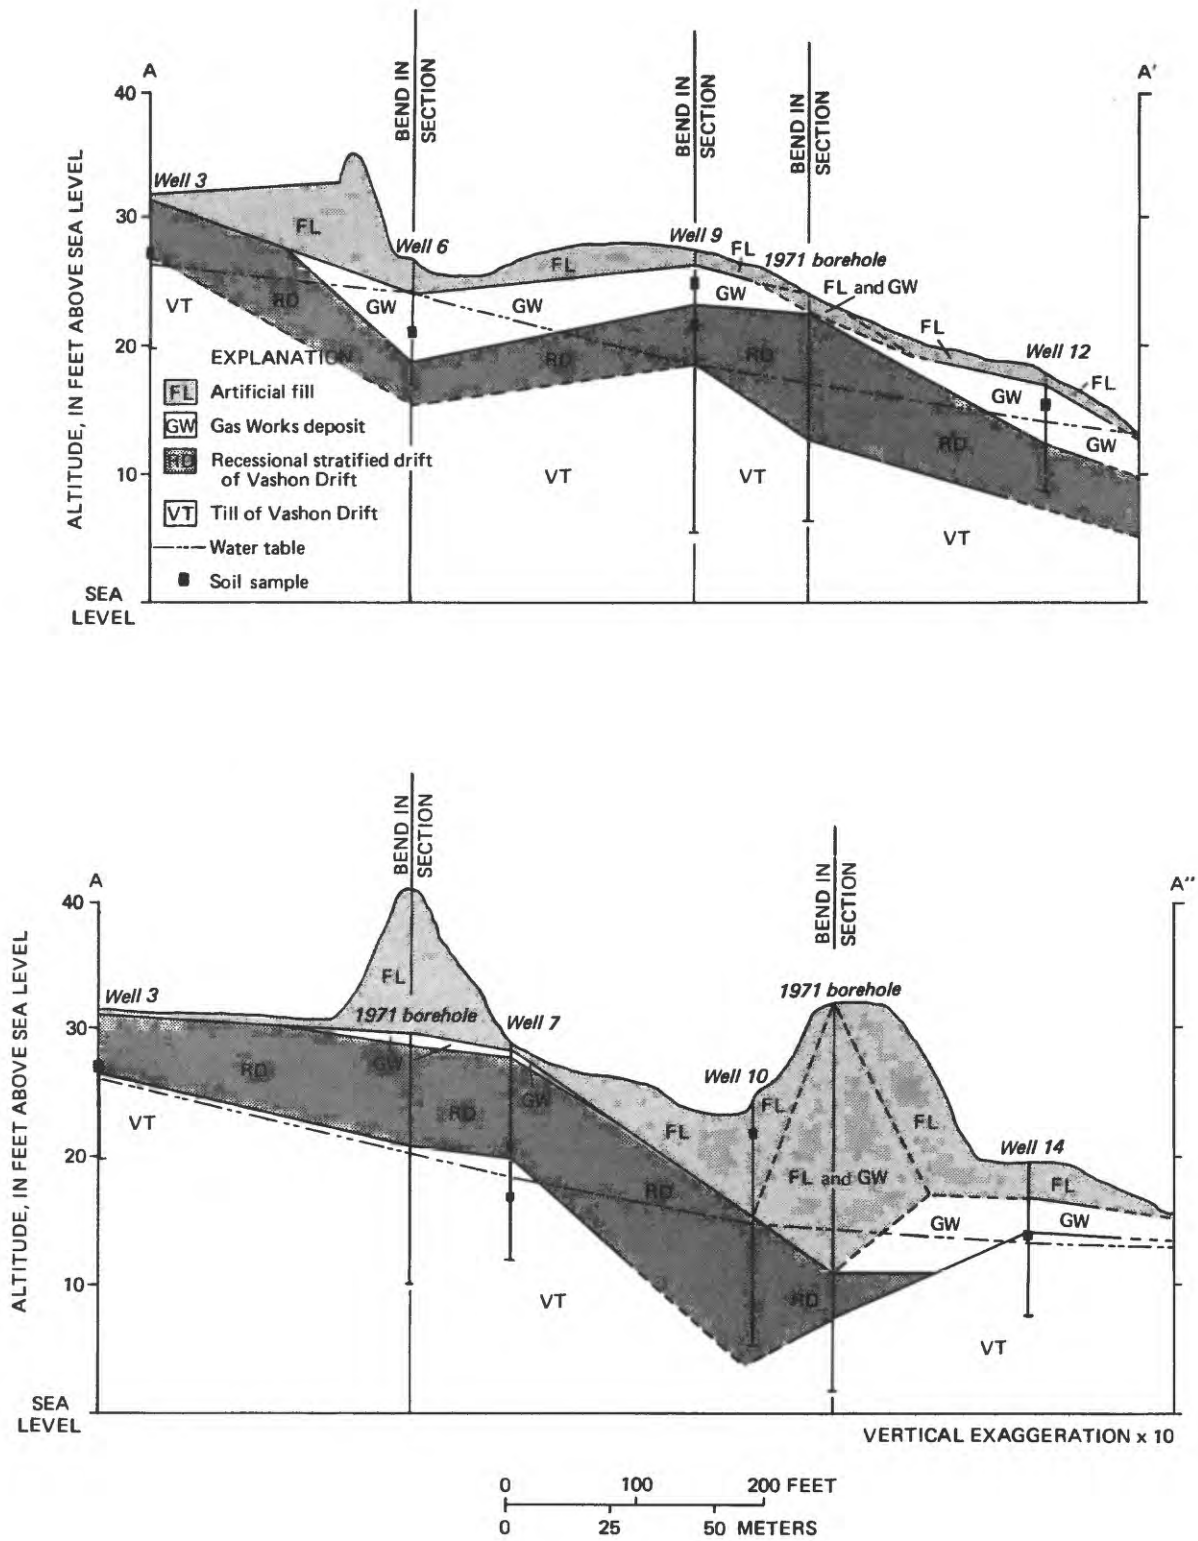 A
A'
40
30
20
10
SEA
LEVEL
ALTITUDE, IN FEET ABOVE SEA LEVEL
BEND IN
SECTION
BEND IN
SECTION
BEND IN
SECTION
Well 3
FL
Well 6
FL
Well 9
FL
1971 borehole
FL and GW
FL
Well 12
FL
VT
RD
GW
GW
RD
GW
RD
GW
GW
RD
VT
VT
VT
EXPLANATION
FL Artificial fill
GW Gas Works deposit
RD Recessional stratified drift
of Vashon Drift
VT Till of Vashon Drift
Water table
Soil sample
A
A"
40
30
20
10
SEA
LEVEL
ALTITUDE, IN FEET ABOVE SEA LEVEL
BEND IN
SECTION
BEND IN
SECTION
Well 3
FL
1971 borehole
Well 7
1971 borehole
Well 10
FL
FL
FL
Well 14
FL
RD
GW
RD
GW
FL and GW
RD
GW
GW
RD
VT
VT
VT
VERTICAL EXAGGERATION x 10
0 100 200 FEET
0 25 50 METERS